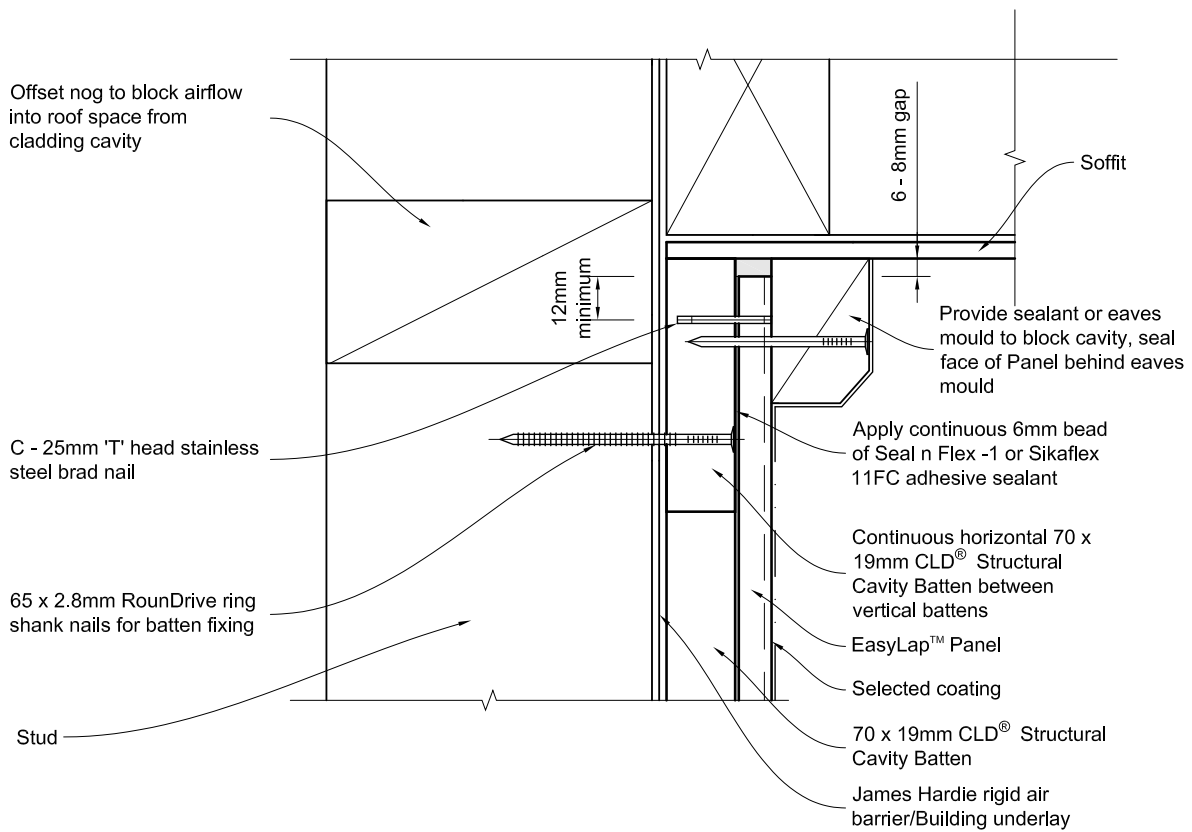 Offset nog to block airflow
into roof space from
cladding cavity
C - 25mm 'T' head stainless
steel brad nail
65 x 2.8mm RounDrive ring
shank nails for batten fixing
Stud
12mm
minimum
6 - 8mm gap
Soffit
Provide sealant or eaves
mould to block cavity, seal
face of Panel behind eaves
mould
Apply continuous 6mm bead
of Seal n Flex -1 or Sikaflex
11FC adhesive sealant
Continuous horizontal 70 x
19mm CLD® Structural
Cavity Batten between
vertical battens
EasyLap™ Panel
Selected coating
70 x 19mm CLD® Structural
Cavity Batten
James Hardie rigid air
barrier/Building underlay